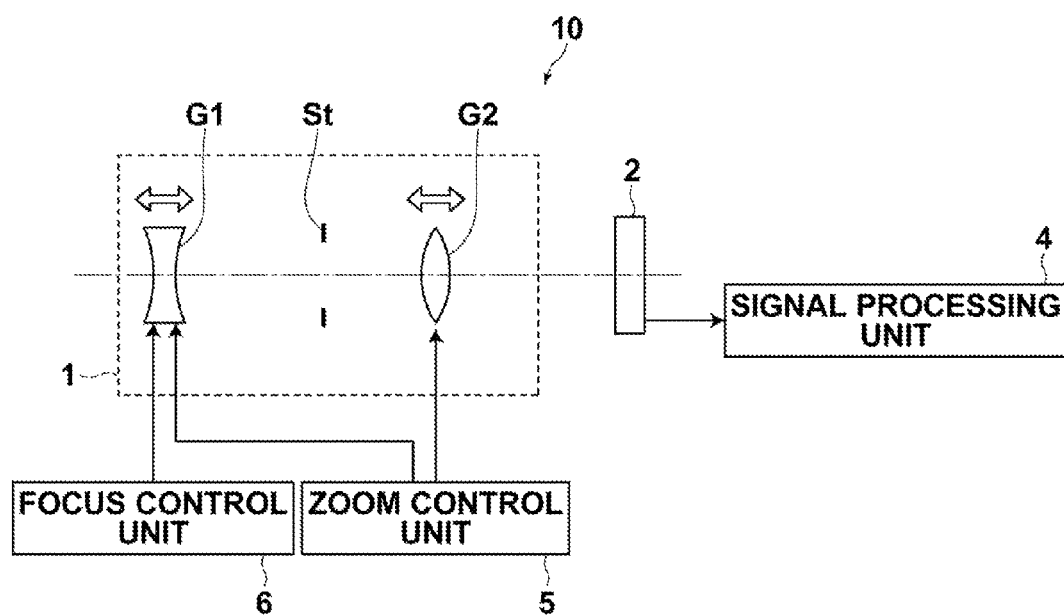 10
G1
St
G2
2
4
SIGNAL PROCESSING
UNIT
1
FOCUS CONTROL
UNIT
ZOOM CONTROL
UNIT
6
5